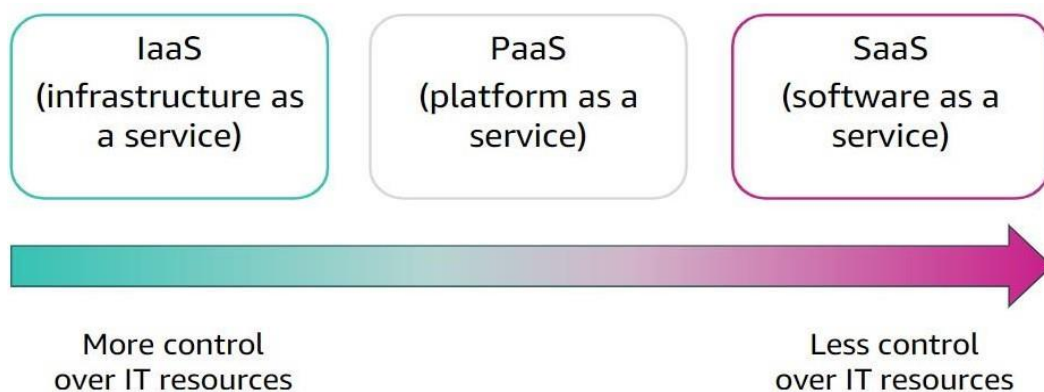 IaaS
(infrastructure as
a service)
PaaS
(platform as a
service)
SaaS
(software as a
service)
More control
over IT resources
Less control
over IT resources